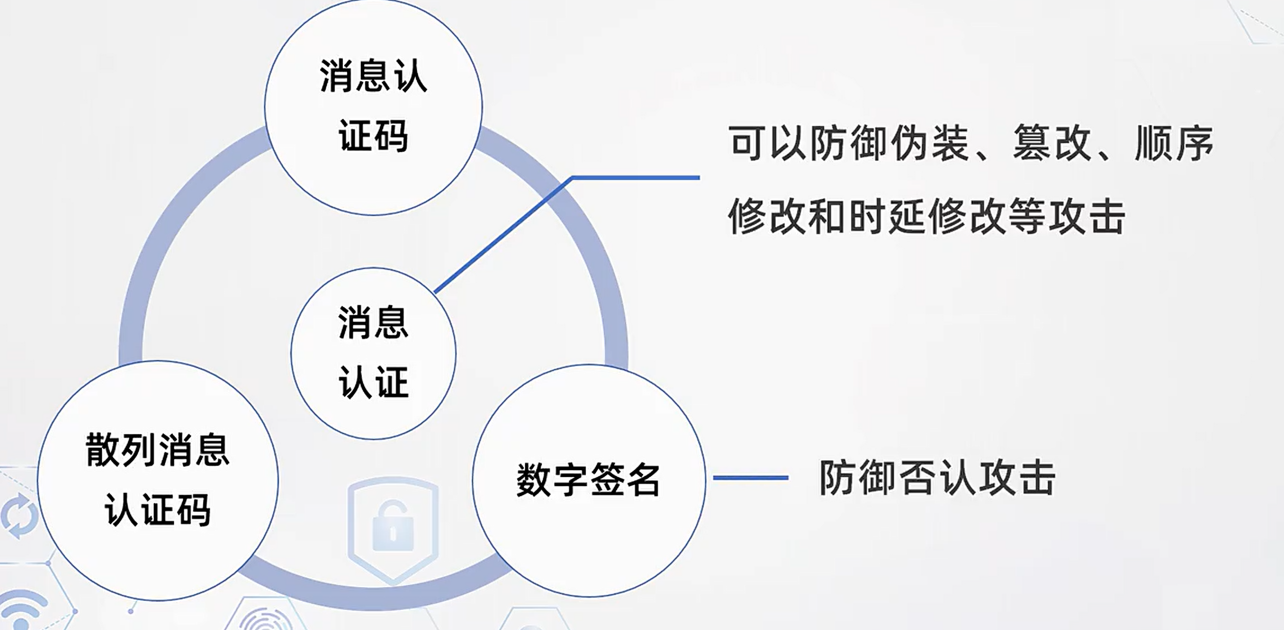 消息认
证码
可以防御伪装、篡改、顺序
修改和时延修改等攻击
消息
认证
散列消息
认证码
数字签名
防御否认攻击